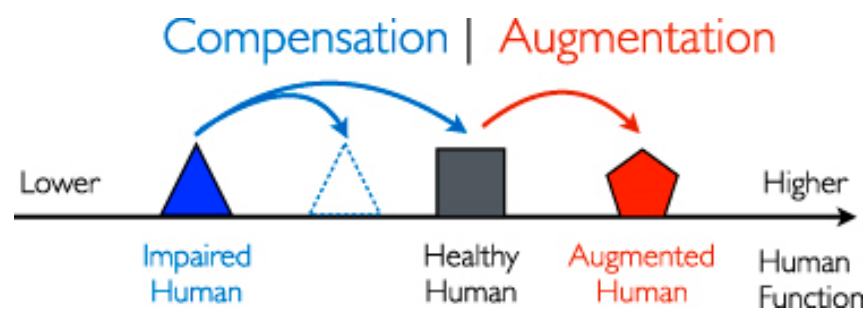 Compensation | Augmentation
Lower
Higher
Impaired
Human
Healthy
Human
Augmented
Human
Human
Function